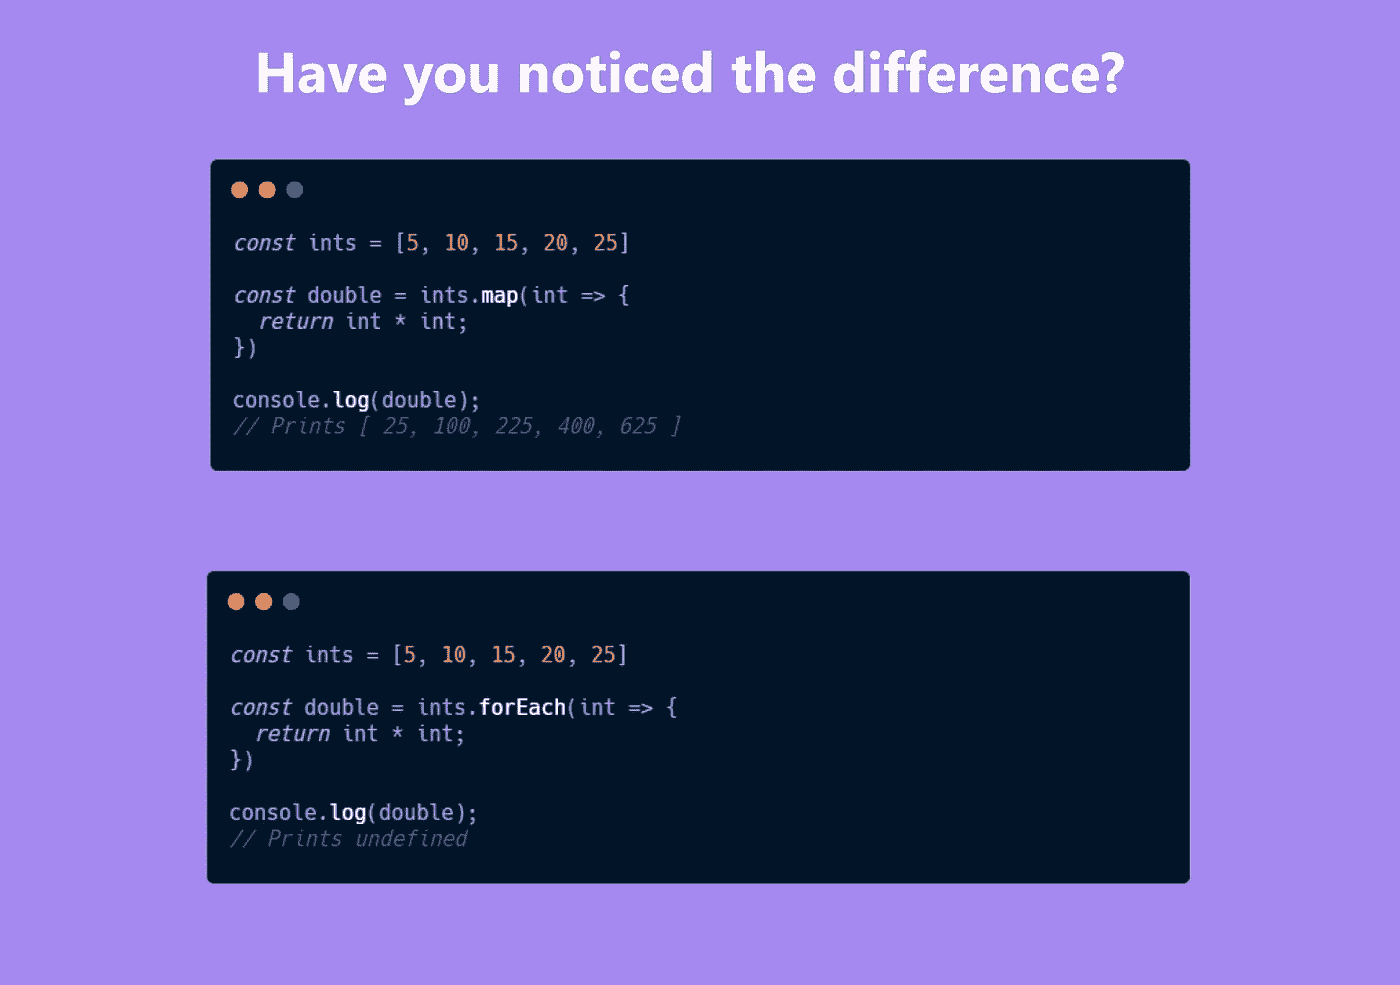 Have you noticed the difference?
const ints = [5, 10, 15, 20, 25]
const double = ints.map(int => {
  return int * int;
})
console.log(double);
// Prints [ 25, 100, 225, 400, 625 ]
const ints = [5, 10, 15, 20, 25]
const double = ints.forEach(int => {
  return int * int;
})
console.log(double);
// Prints undefined